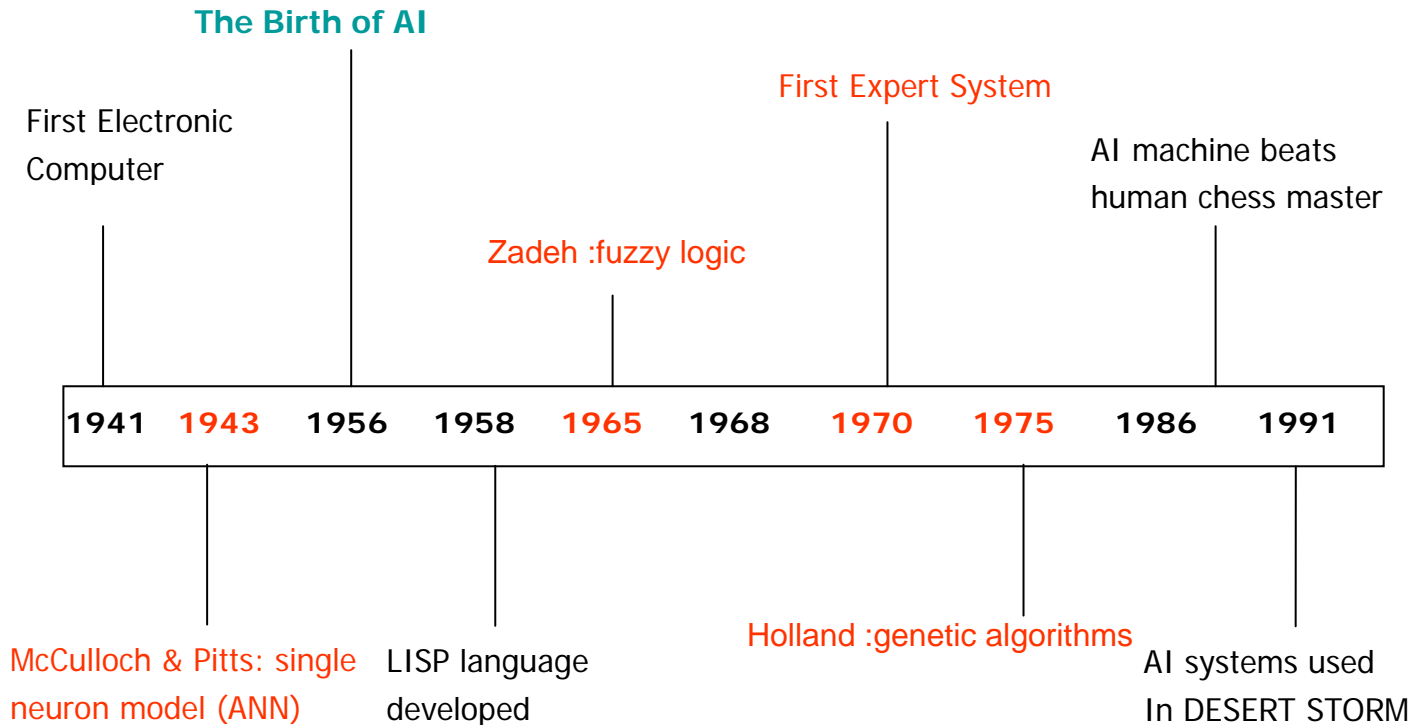 The Birth of AI
First Expert System
First Electronic
Computer
AI machine beats
human chess master
Zadeh :fuzzy logic
1941 1943 1956 1958 1965 1968 1970 1975 1986 1991
McCulloch & Pitts: single
neuron model (ANN)
LISP language
developed
Holland :genetic algorithms
AI systems used
In DESERT STORM